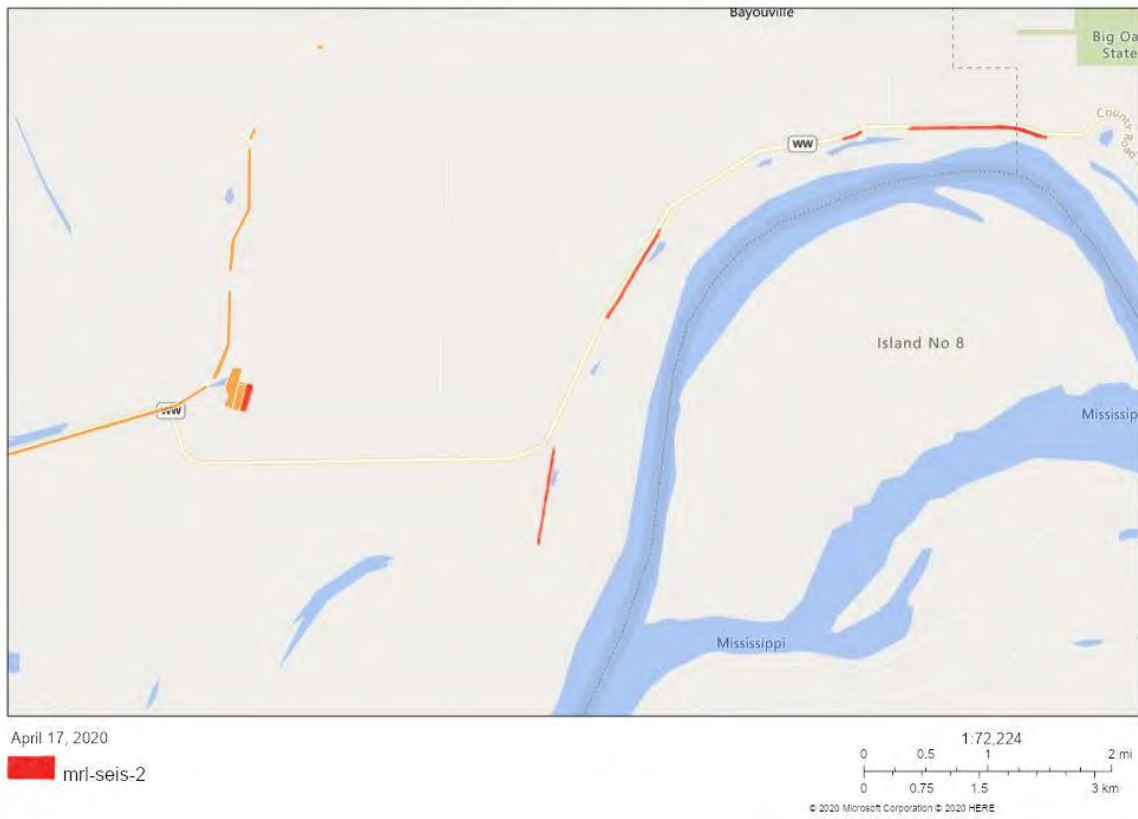 Bayouville
Big Oa
State
County
Road
WW
Island No 8
WW
Mississip
Mississippi
April 17, 2020
mrl-seis-2
1:72,224
0 0.5 1 2 mi
0 0.75 1.5 3 km
© 2020 Microsoft Corporation © 2020 HERE